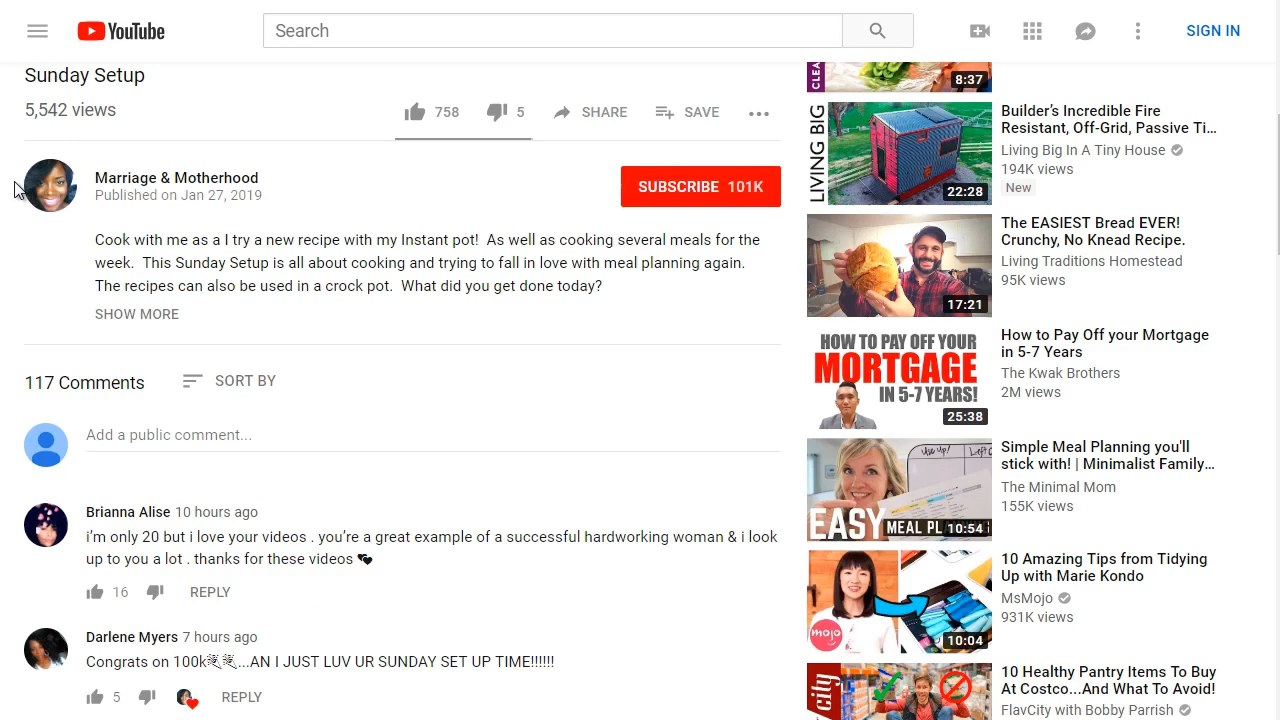 YouTube
Search
SIGN IN
Sunday Setup
5,542 views
758
5
SHARE
SAVE
Marriage & Motherhood
Published on Jan 27, 2019
SUBSCRIBE 101K
Cook with me as I try a new recipe with my Instant pot! As well as cooking several meals for the
week. This Sunday setup is all about cooking and trying to fall in love with meal planning again.
The recipes can also be used in a crock pot. What did you get done today?
SHOW MORE
117 Comments
SORT BY
Add a public comment...
Brianna Alise 10 hours ago
i'm only 20 you're a great example of a successful hardworking woman & i look
up to you a lot . thank videos
16
REPLY
Darlene Myers 7 hours ago
Congrats on JUST LUV UR SUNDAY SET UP TIME!!!!!!
5
REPLY
CLEA
8:37
LIVING BIG
22:28
Builder's Incredible Fire
Resistant, Off-Grid, Passive Ti...
Living Big In A Tiny House
194K views
New
17:21
The EASIEST Bread EVER!
Crunchy, No Knead Recipe.
Living Traditions Homestead
95K views
HOW TO PAY OFF YOUR
MORTGAGE
IN 5-7 YEARS!
25:38
How to Pay Off your Mortgage
in 5-7 Years
The Kwak Brothers
2M views
Use up!
EASY MEAL PL
10:54
Simple Meal Planning you'll
stick with! | Minimalist Family...
The Minimal Mom
155K views
mojo
10:04
10 Amazing Tips from Tidying
Up with Marie Kondo
MsMojo
931K views
city
10 Healthy Pantry Items To Buy
At Costco...And What To Avoid!
FlavCity with Bobby Parrish